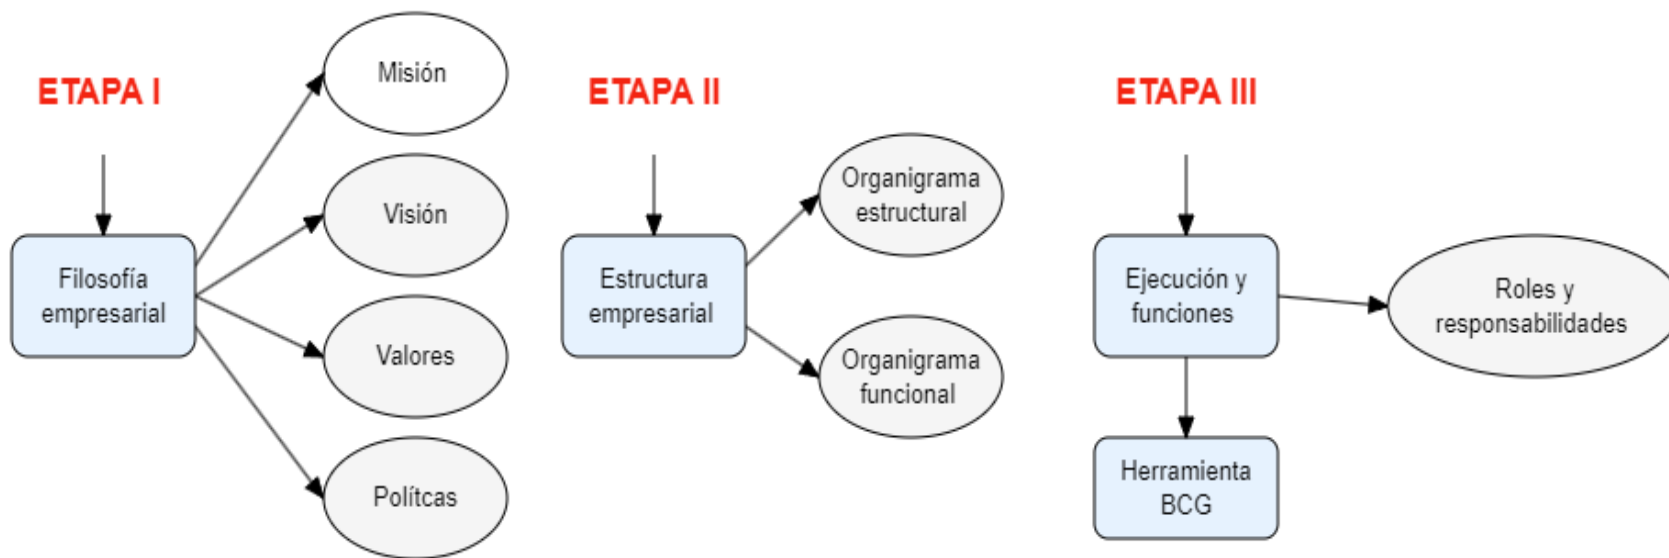 ETAPA I
Misión
Visión
Filosofía
empresarial
Valores
Polítcas
ETAPA II
Organigrama
estructural
Estructura
empresarial
Organigrama
funcional
ETAPA III
Ejecución y
funciones
Roles y
responsabilidades
Herramienta
BCG